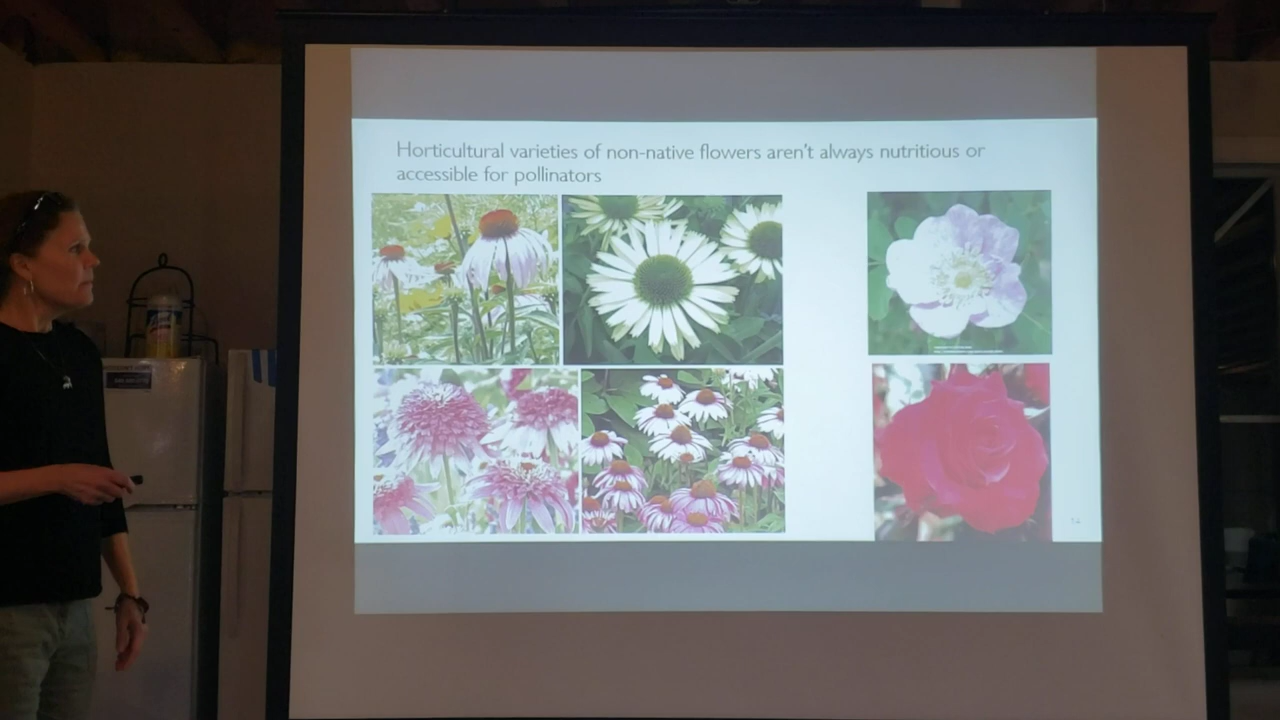 Horticultural varieties of non-native flowers aren't always nutritious or
accessible for pollinators